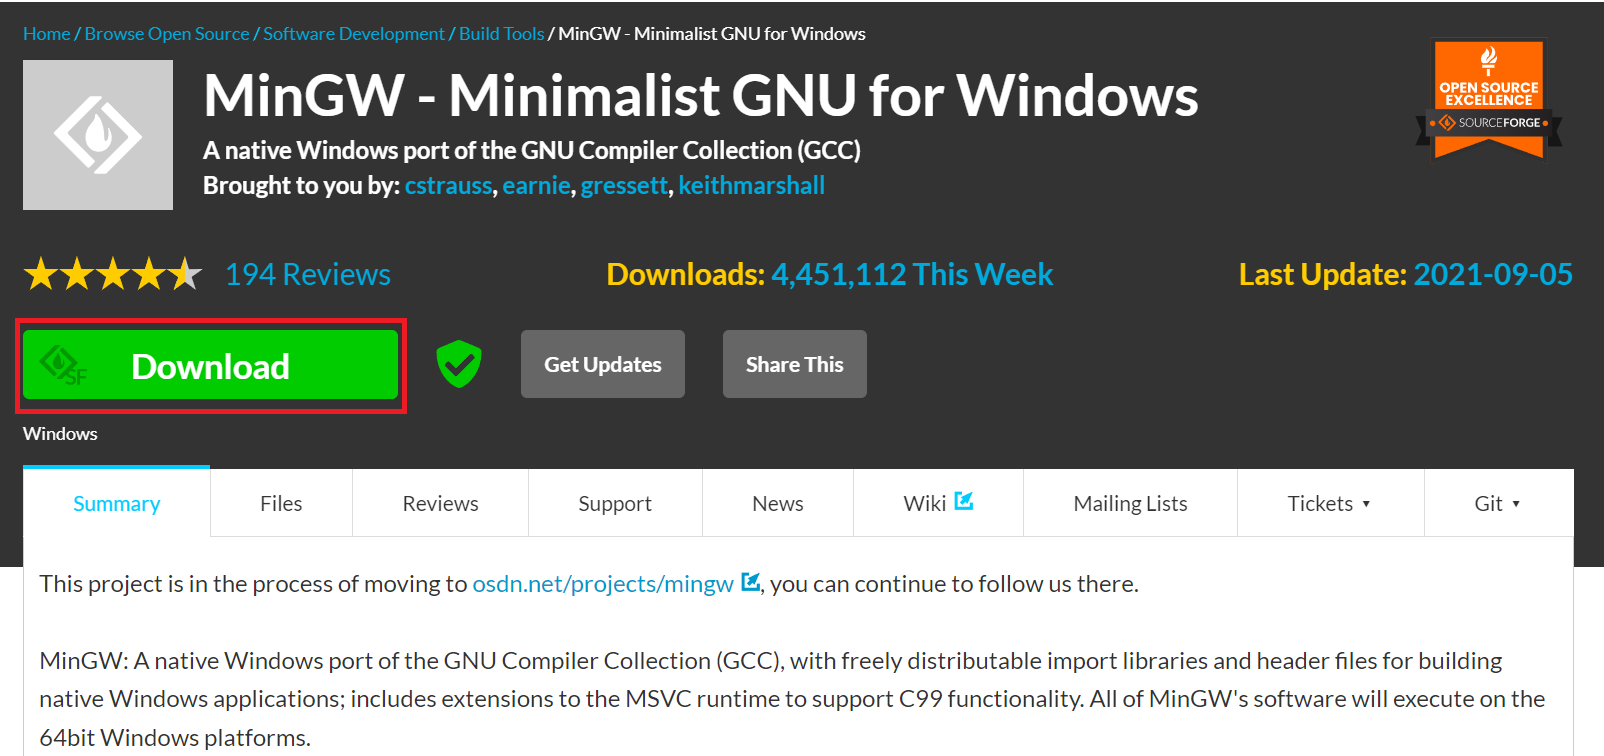 Home / Browse Open Source / Software Development / Build Tools / MinGW - Minimalist GNU for Windows
MinGW - Minimalist GNU for Windows
A native Windows port of the GNU Compiler Collection (GCC)
Brought to you by: cstrauss, earnie, gressett, keithmarshall
OPEN SOURCE
EXCELLENCE
SOURCEFORGE
194 Reviews
Downloads: 4,451,112 This Week
Last Update: 2021-09-05
SF
Download
Get Updates
Share This
Windows
Summary
Files
Reviews
Support
News
Wiki
Mailing Lists
Tickets
Git
This project is in the process of moving to osdn.net/projects/mingw, you can continue to follow us there.
MinGW: A native Windows port of the GNU Compiler Collection (GCC), with freely distributable import libraries and header files for building
native Windows applications; includes extensions to the MSVC runtime to support C99 functionality. All of MinGW's software will execute on the
64bit Windows platforms.